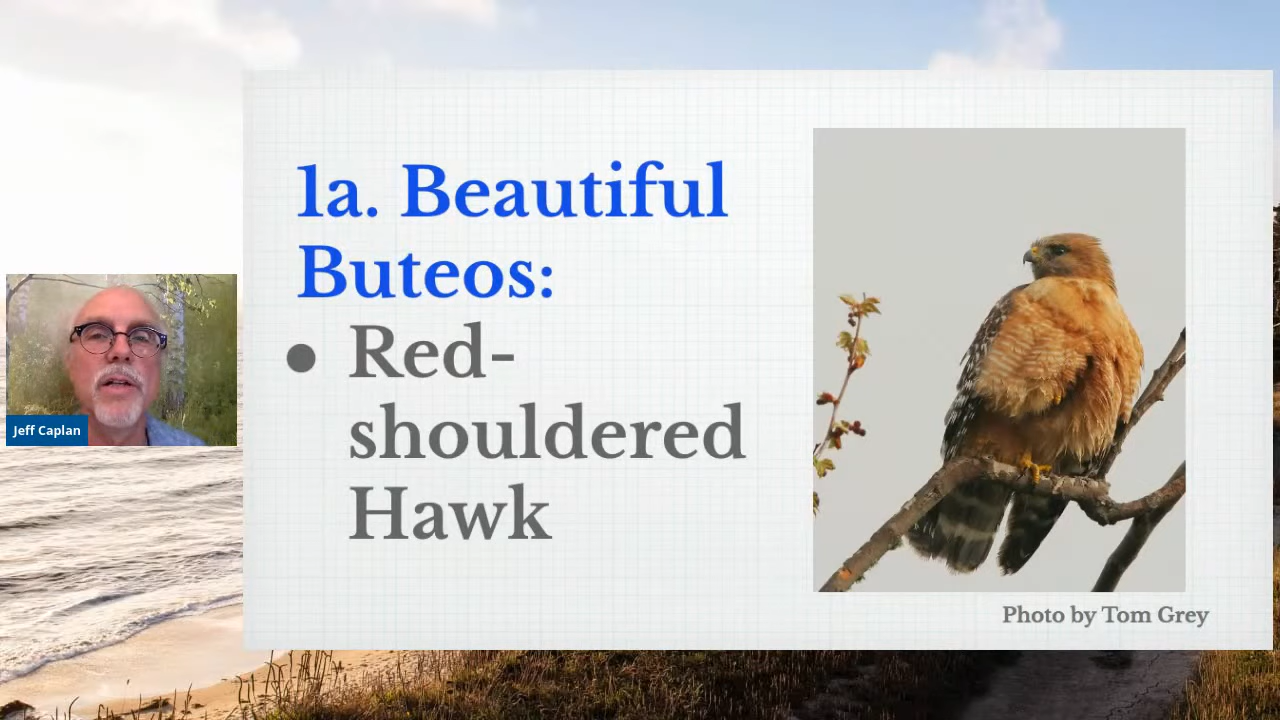 1a. Beautiful
Buteos:
● Red-
shouldered
Hawk
Jeff Caplan
Photo by Tom Grey